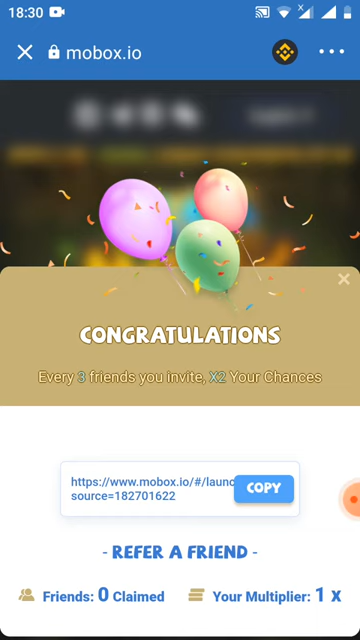 18:30
mobox.io
CONGRATULATIONS
Every 3 friends you invite, X2 Your Chances
https://www.mobox.io/#/launc
source=182701622
COPY
- REFER A FRIEND -
Friends: 0 Claimed
Your Multiplier: 1 x